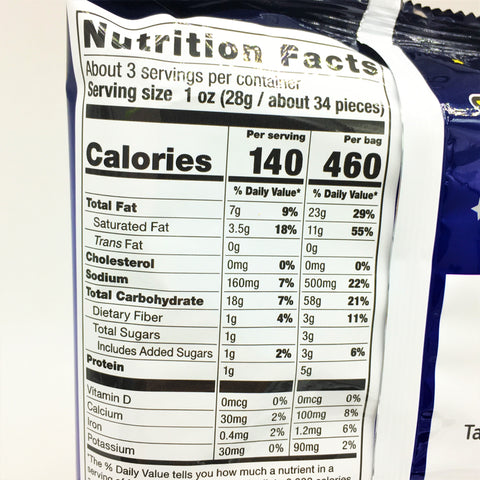 Nutrition Facts
About 3 servings per container
Serving size 1 oz (28g / about 34 pieces)
Per serving Per bag
Calories 140 460
% Daily Value* % Daily Value*
Total Fat 7g 9% 23g 29%
Saturated Fat 3.5g 18% 11g 55%
Trans Fat 0g 0g
Cholesterol 0mg 0% 0mg 0%
Sodium 160mg 7% 500mg 22%
Total Carbohydrate 18g 7% 58g 21%
Dietary Fiber 1g 4% 3g 11%
Total Sugars 1g 3g
Includes Added Sugars 1g 2% 3g 6%
Protein 1g 5g
Vitamin D 0mcg 0% 0mcg 0%
Calcium 30mg 2% 100mg 8%
Iron 0.4mg 2% 1.2mg 6%
Potassium 30mg 0% 90mg 2%
*The % Daily Value tells you how much a nutrient in a
Ta